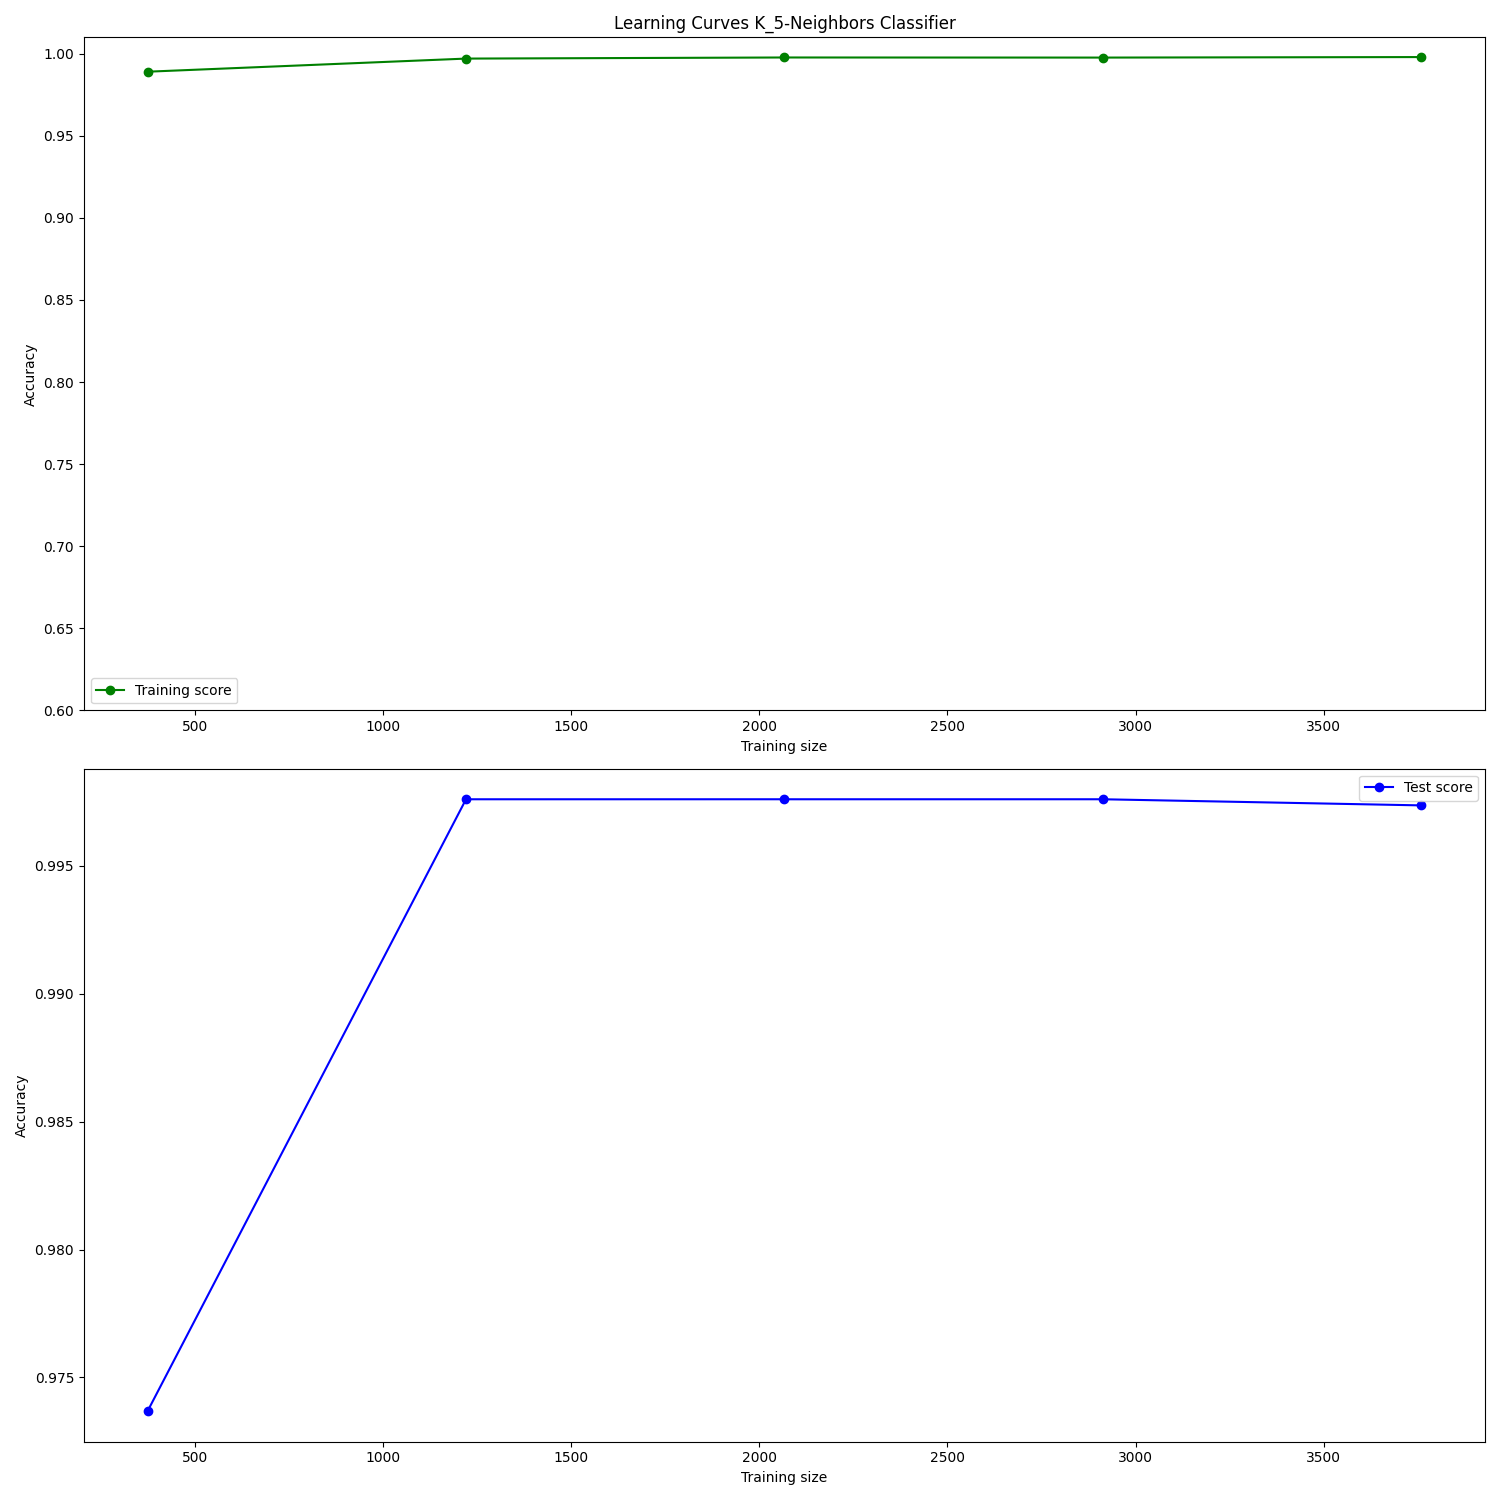 Learning Curves K_5-Neighbors Classifier
1.00
0.95
0.90
0.85
0.80
0.75
0.70
0.65
0.60
Accuracy
Training score
500 1000 1500 2000 2500 3000 3500
Training size
Test score
0.995
0.990
0.985
0.980
0.975
Accuracy
500 1000 1500 2000 2500 3000 3500
Training size